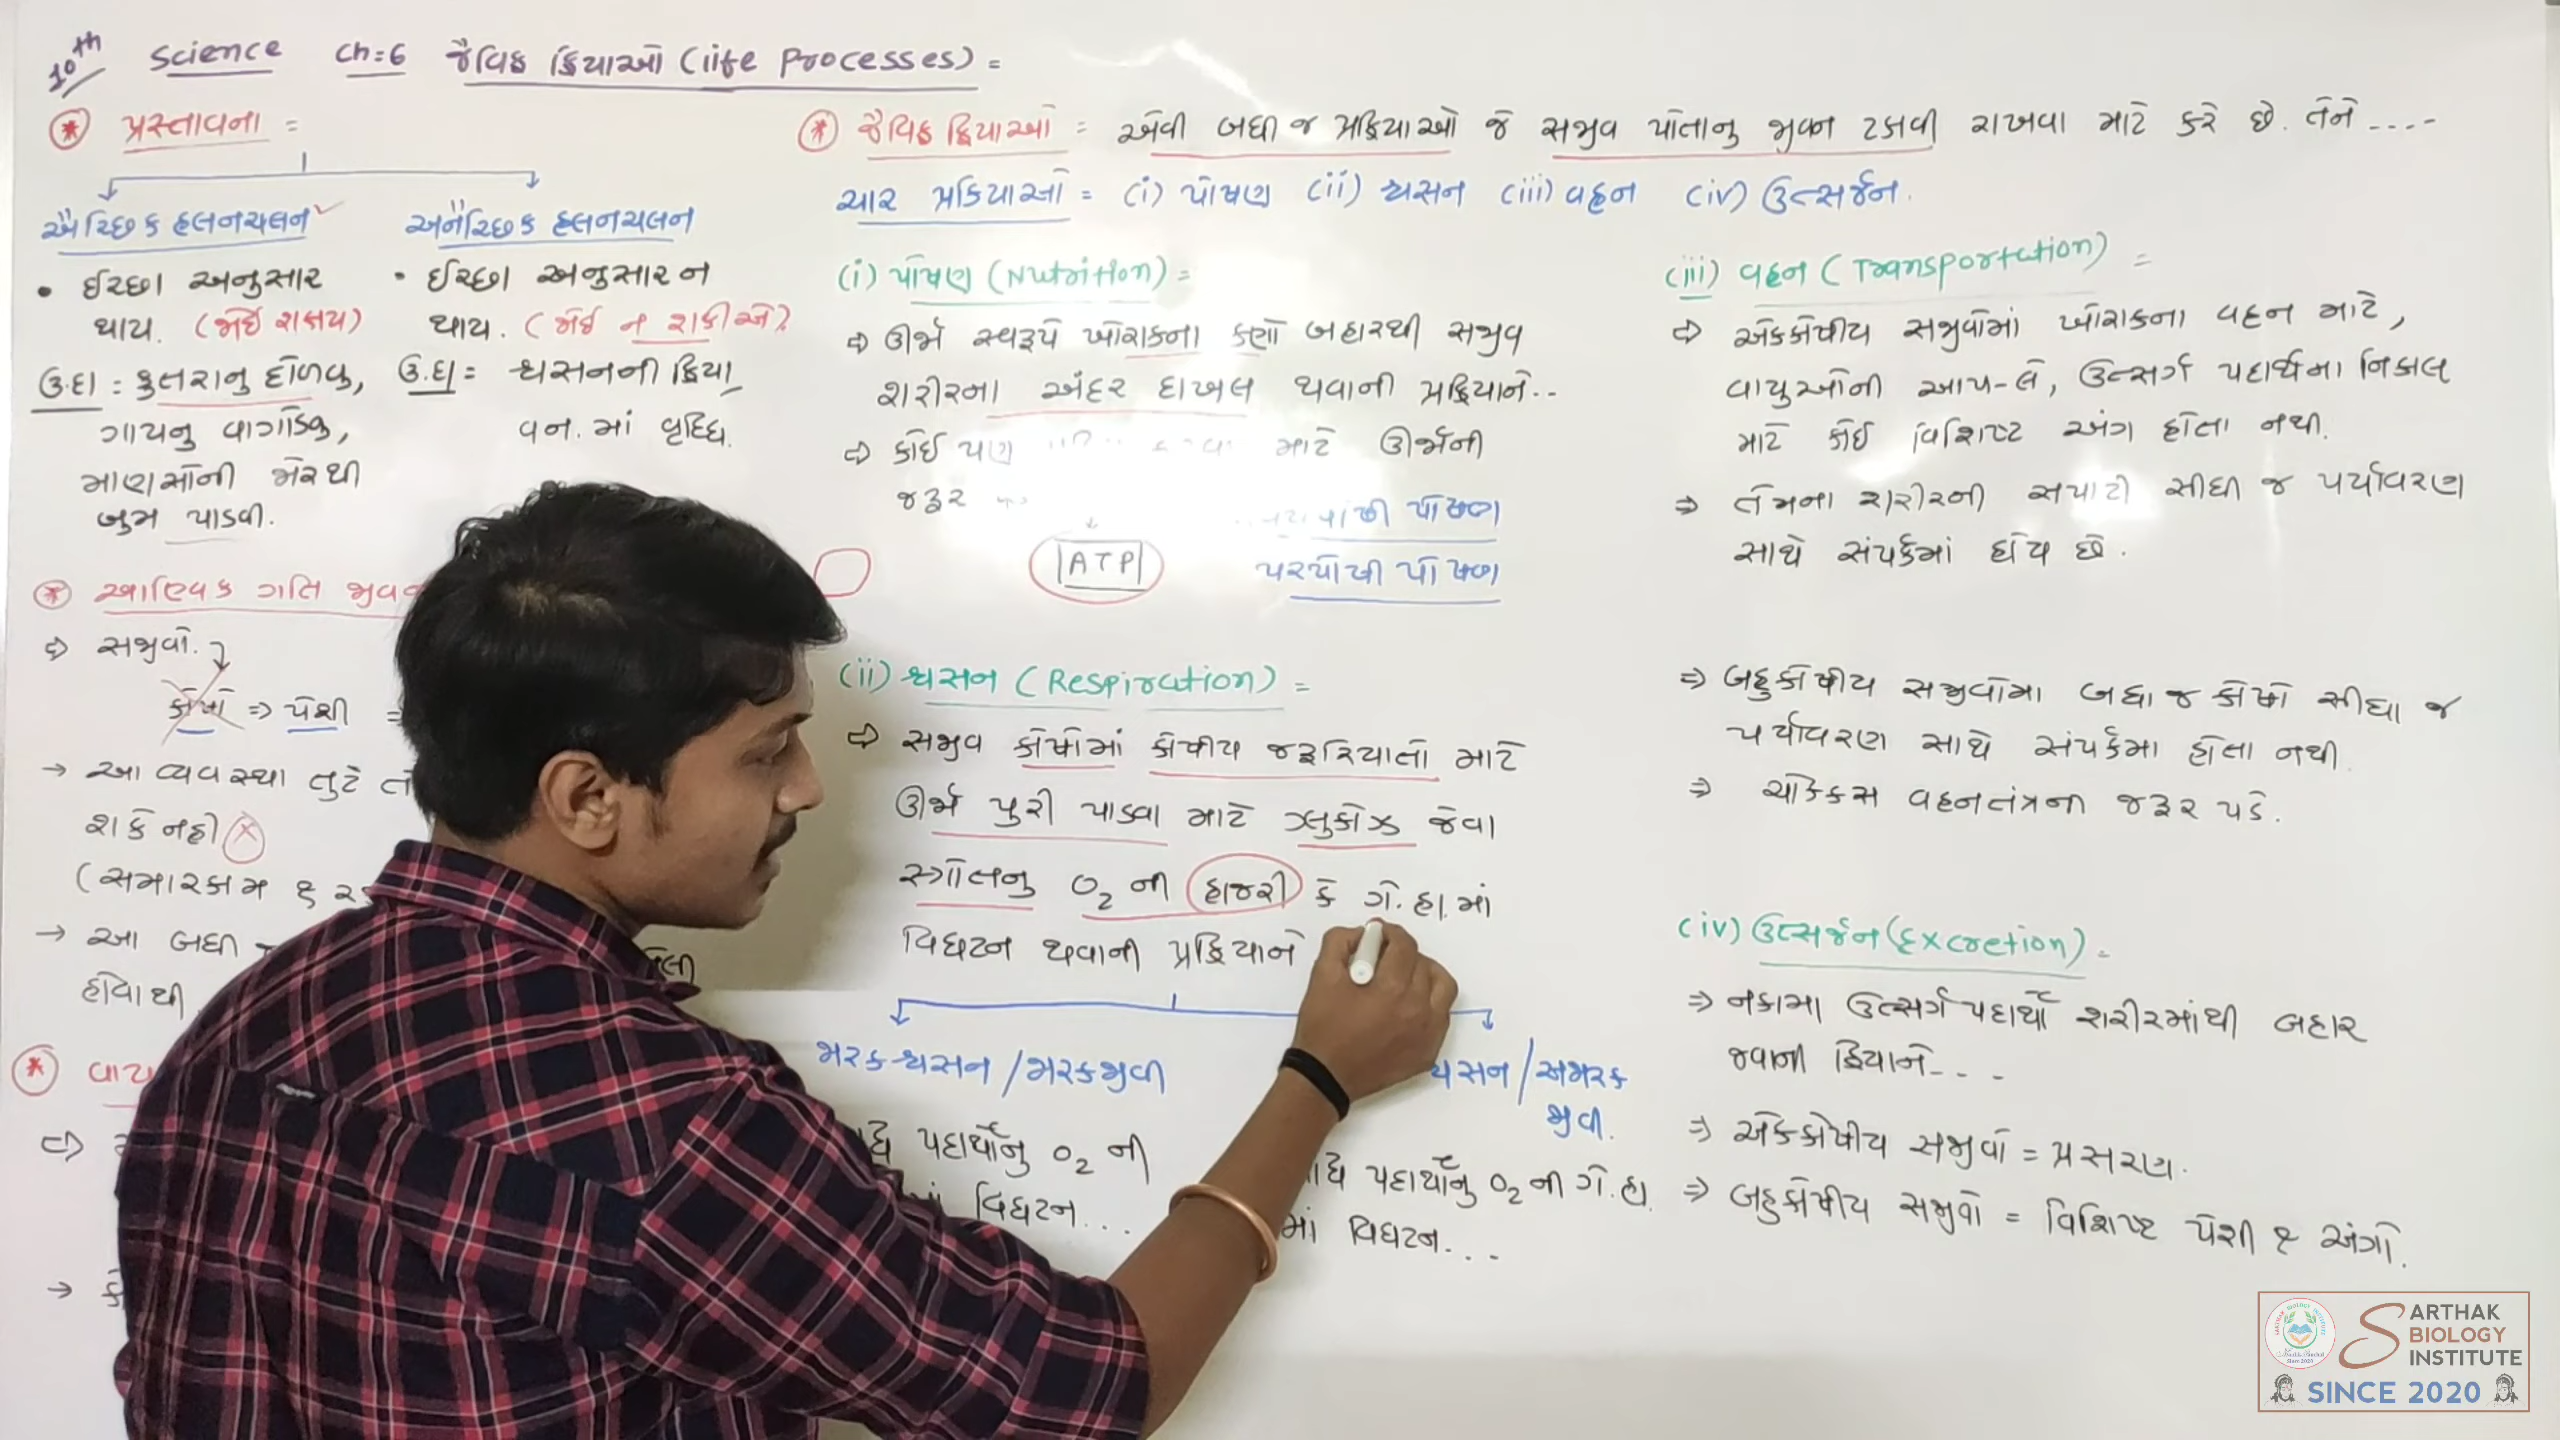 10th Science Ch:6 જૈવિક ક્રિયાઓ (Life Processes) =
* પ્રસ્તાવના =
ઐચ્છિક હલનચલન
• ઈચ્છા અનુસાર
થાય. (જોઈ શકાય)
ઉ.દા : કુતરાનુ દોળવુ,
ગાયનુ વાગોળવુ,
માણસોની જોરથી
બુમ પાડવી.
અનૈચ્છિક હલનચલન
• ઈચ્છા અનુસાર ન
થાય. (જોઈ ન શકીએ)
ઉ.દા = શ્વસનની ક્રિયા,
વન.માં વૃદ્ધિ.
* આણ્વિક ગતિ
⇒ સજીવો.
કોષો ⇒ પેશી =
→ આ વ્યવસ્થા તુટે તો
શકે નહી
(સમારકામ & ર
→ આ બધી
હોવાથી
* જૈવિક ક્રિયાઓ = એવી બધી જ પ્રક્રિયાઓ જે સજીવ પોતાનુ જીવન ટકાવી રાખવા માટે કરે છે. તેને ....-
ચાર પ્રક્રિયાઓ = (i) પોષણ (ii) શ્વસન (iii) વહન (iv) ઉત્સર્જન.
(i) પોષણ (Nutrition) =
⇒ ઊર્જા સ્વરૂપે ખોરાકના કણો બહારથી સજીવ
શરીરના અંદર દાખલ થવાની પ્રક્રિયાને..
⇒ કોઈ પણ માટે ઊર્જાની
જરૂર
પોષણ
ATP પરપોષી પોષણ
(ii) શ્વસન (Respiration) =
⇒ સજીવ કોષોમાં કોષીય જરૂરિયાતો માટે
ઊર્જા પુરી પાડવા માટે ગ્લુકોઝ જેવા
સ્ત્રોતનુ O2 ની હાજરી કે ગે.હા.માં
વિઘટન થવાની પ્રક્રિયાને
જારકશ્વસન / જારકજીવી
પદાર્થોનુ O2 ની
વિઘટન...
શ્વસન / અજારક
જીવી.
પદાર્થોનુ O2 ની ગે.હા.
માં વિઘટન...
(iii) વહન (Transportation) =
⇒ એકકોષીય સજીવોમાં ખોરાકના વહન માટે,
વાયુઓની આપ-લે, ઉત્સર્ગ પદાર્થના નિકાલ
માટે કોઈ વિશિષ્ટ અંગ હોતા નથી.
⇒ તેમના શરીરની સપાટી સીધી જ પર્યાવરણ
સાથે સંપર્કમાં હોય છે.
⇒ બહુકોષીય સજીવોમા બધા જ કોષો સીધા જ
પર્યાવરણ સાથે સંપર્કમા હોતા નથી.
⇒ ચોક્કસ વહનતંત્રની જરૂર પડે.
(iv) ઉત્સર્જન (Excretion) =
⇒ નકામા ઉત્સર્ગ પદાર્થો શરીરમાંથી બહાર
જવાની ક્રિયાને- - -
⇒ એકકોષીય સજીવો = પ્રસરણ.
⇒ બહુકોષીય સજીવો = વિશિષ્ટ પેશી & અંગો.
SARTHAK
BIOLOGY
INSTITUTE
SINCE 2020